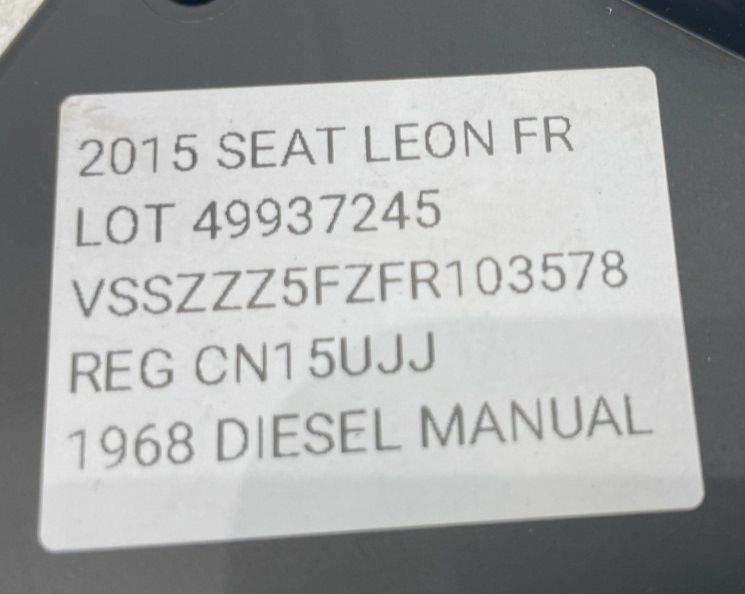 2015 SEAT LEON FR
LOT 49937245
VSSZZZ5FZFR103578
REG CN15UJJ
1968 DIESEL MANUAL